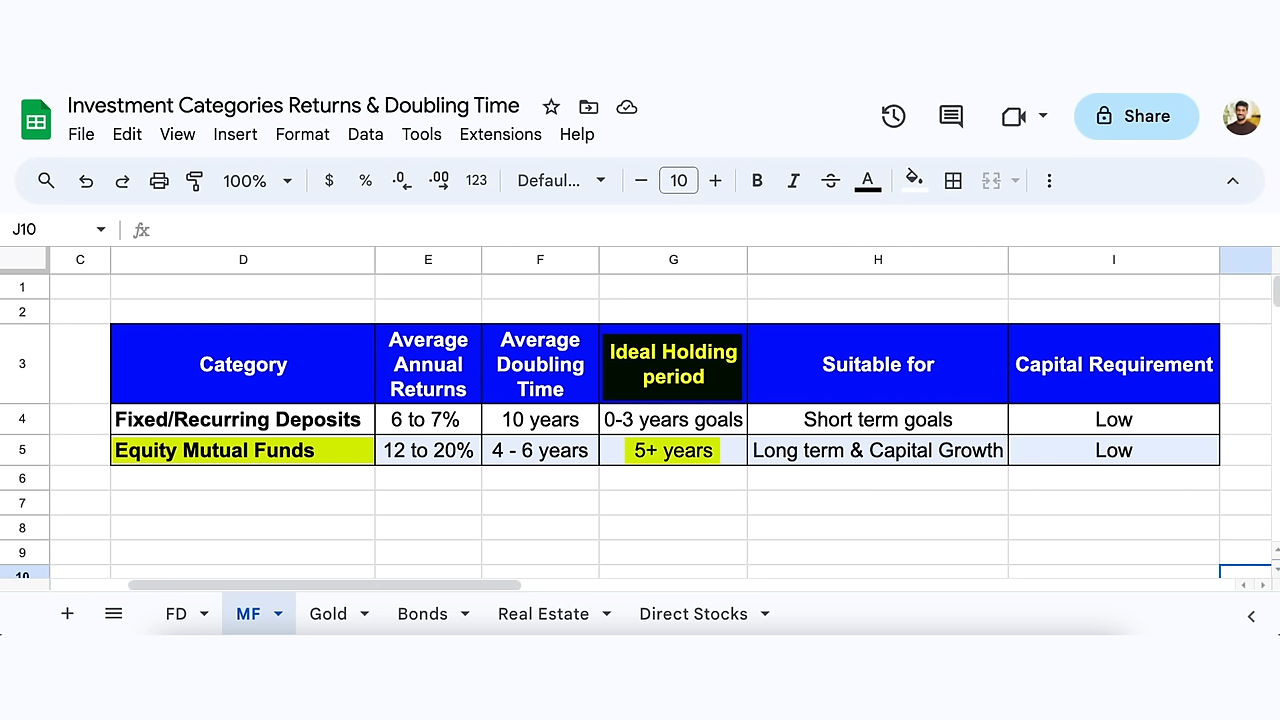 Investment Categories Returns & Doubling Time
File Edit View Insert Format Data Tools Extensions Help
Share
100% $ % .0 .00 123 Defaul... 10 B I A
J10 fx
C D E F G H I
1
2
3 Category Average Annual Returns Average Doubling Time Ideal Holding period Suitable for Capital Requirement
4 Fixed/Recurring Deposits 6 to 7% 10 years 0-3 years goals Short term goals Low
5 Equity Mutual Funds 12 to 20% 4 - 6 years 5+ years Long term & Capital Growth Low
6
7
8
9
10
FD MF Gold Bonds Real Estate Direct Stocks